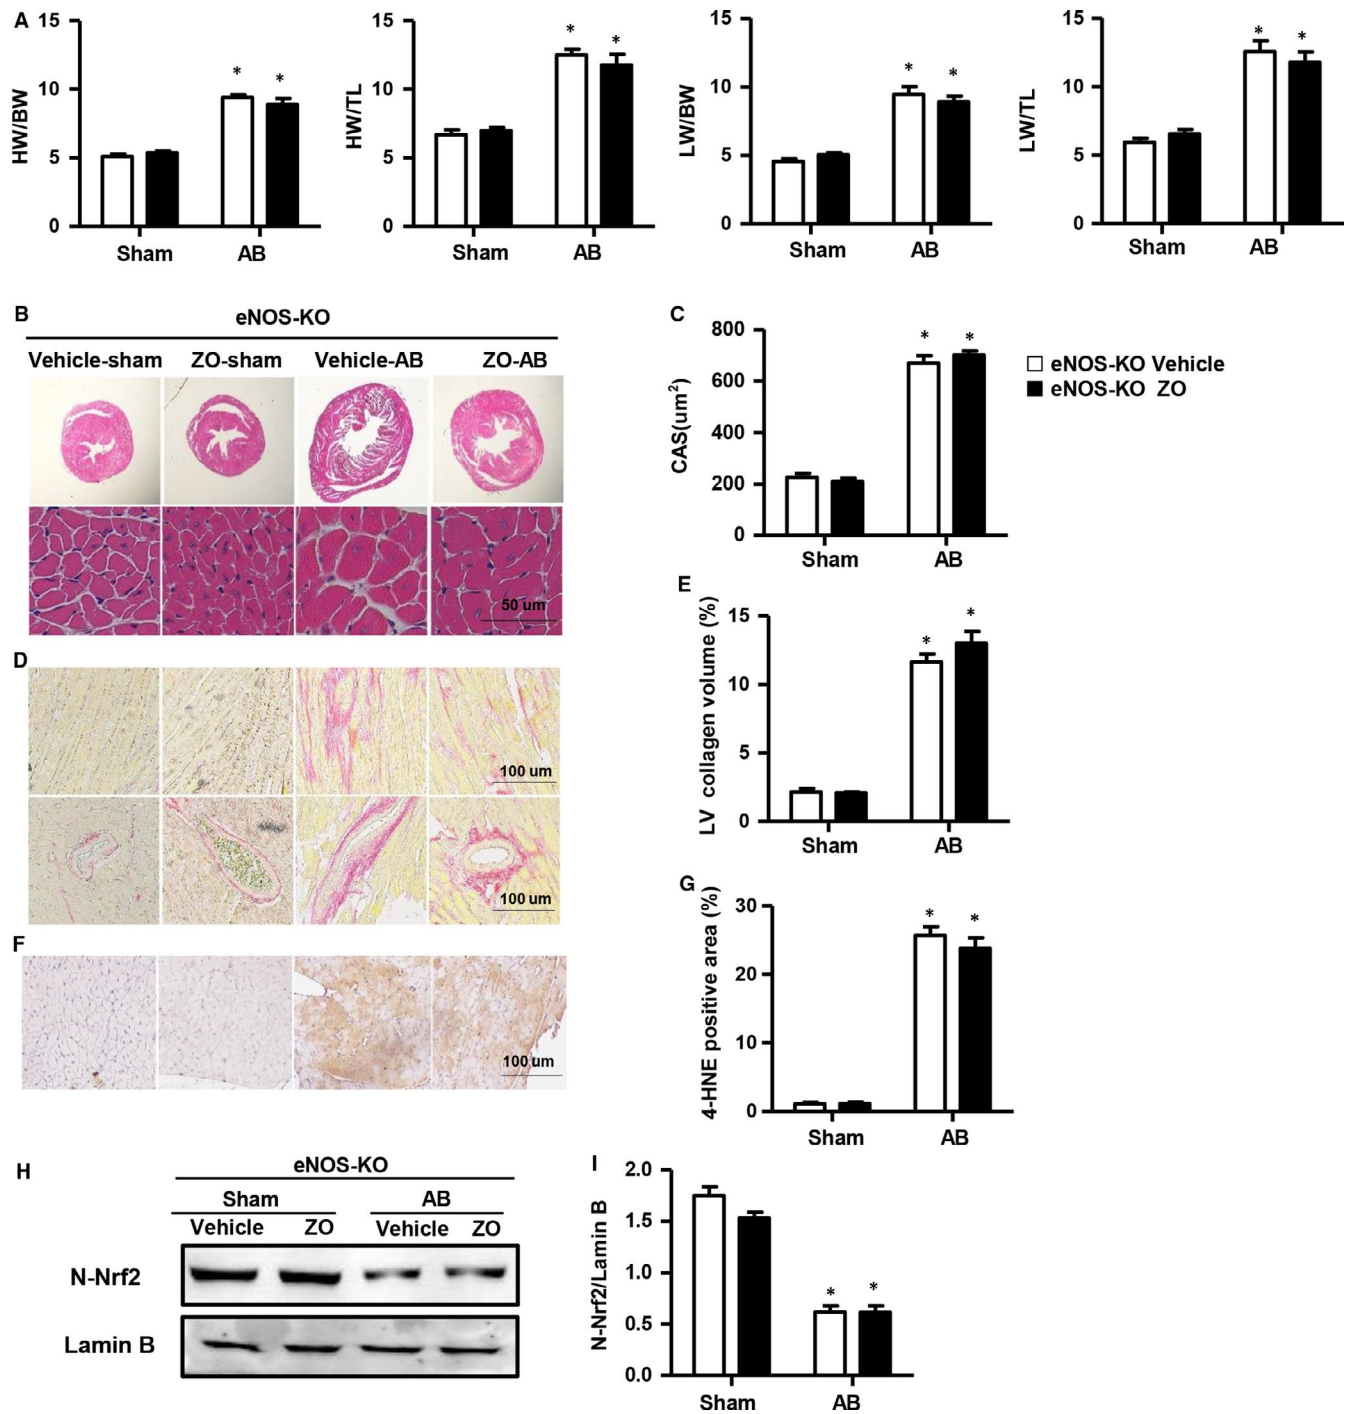 A
HW/BW
15
10
5
0
* *
Sham AB
HW/TL
15
10
5
0
* *
Sham AB
LW/BW
15
10
5
0
* *
Sham AB
LW/TL
15
10
5
0
* *
Sham AB
B
eNOS-KO
Vehicle-sham ZO-sham Vehicle-AB ZO-AB
50 um
C
CAS(um²)
800
600
400
200
0
* *
Sham AB
eNOS-KO Vehicle
eNOS-KO ZO
D
100 um
100 um
E
LV collagen volume (%)
15
10
5
0
* *
Sham AB
F
100 um
G
4-HNE positive area (%)
30
20
10
0
* *
Sham AB
H
eNOS-KO
Sham AB
Vehicle ZO Vehicle ZO
N-Nrf2
Lamin B
I
N-Nrf2/Lamin B
2.0
1.5
1.0
0.5
0.0
* *
Sham AB